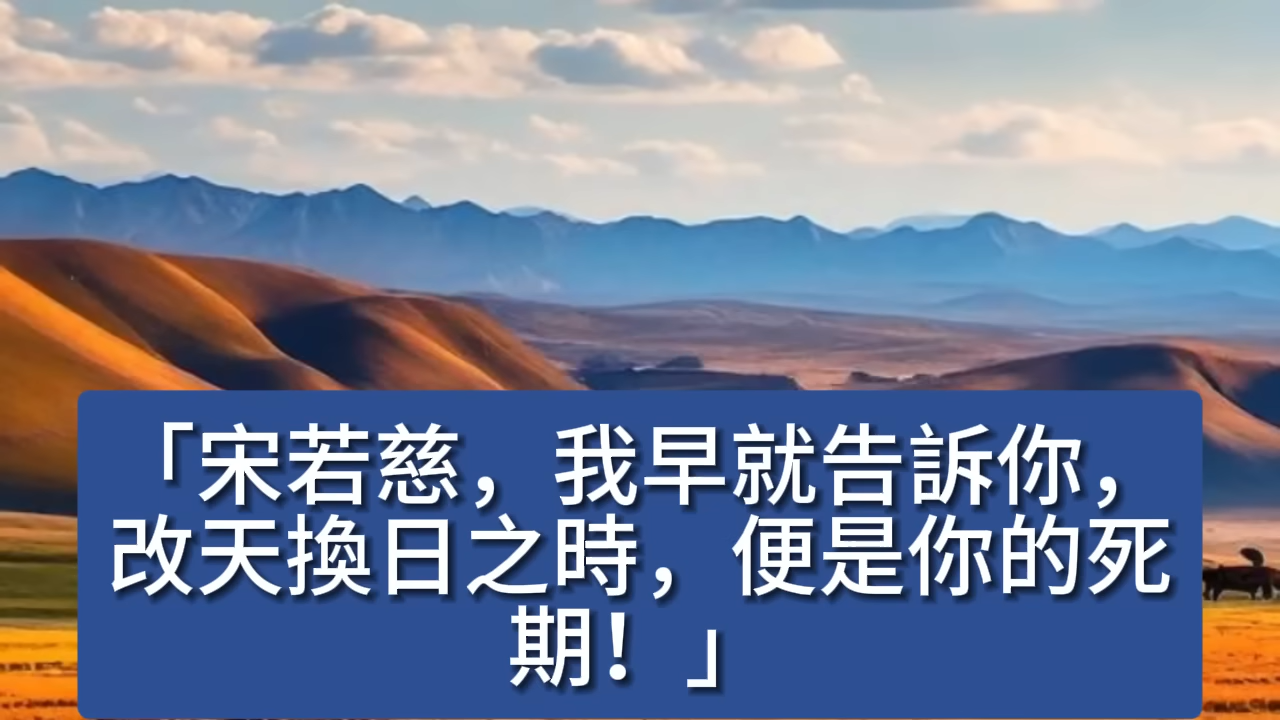 「宋若慈，我早就告訴你，
改天換日之時，便是你的死
期！」